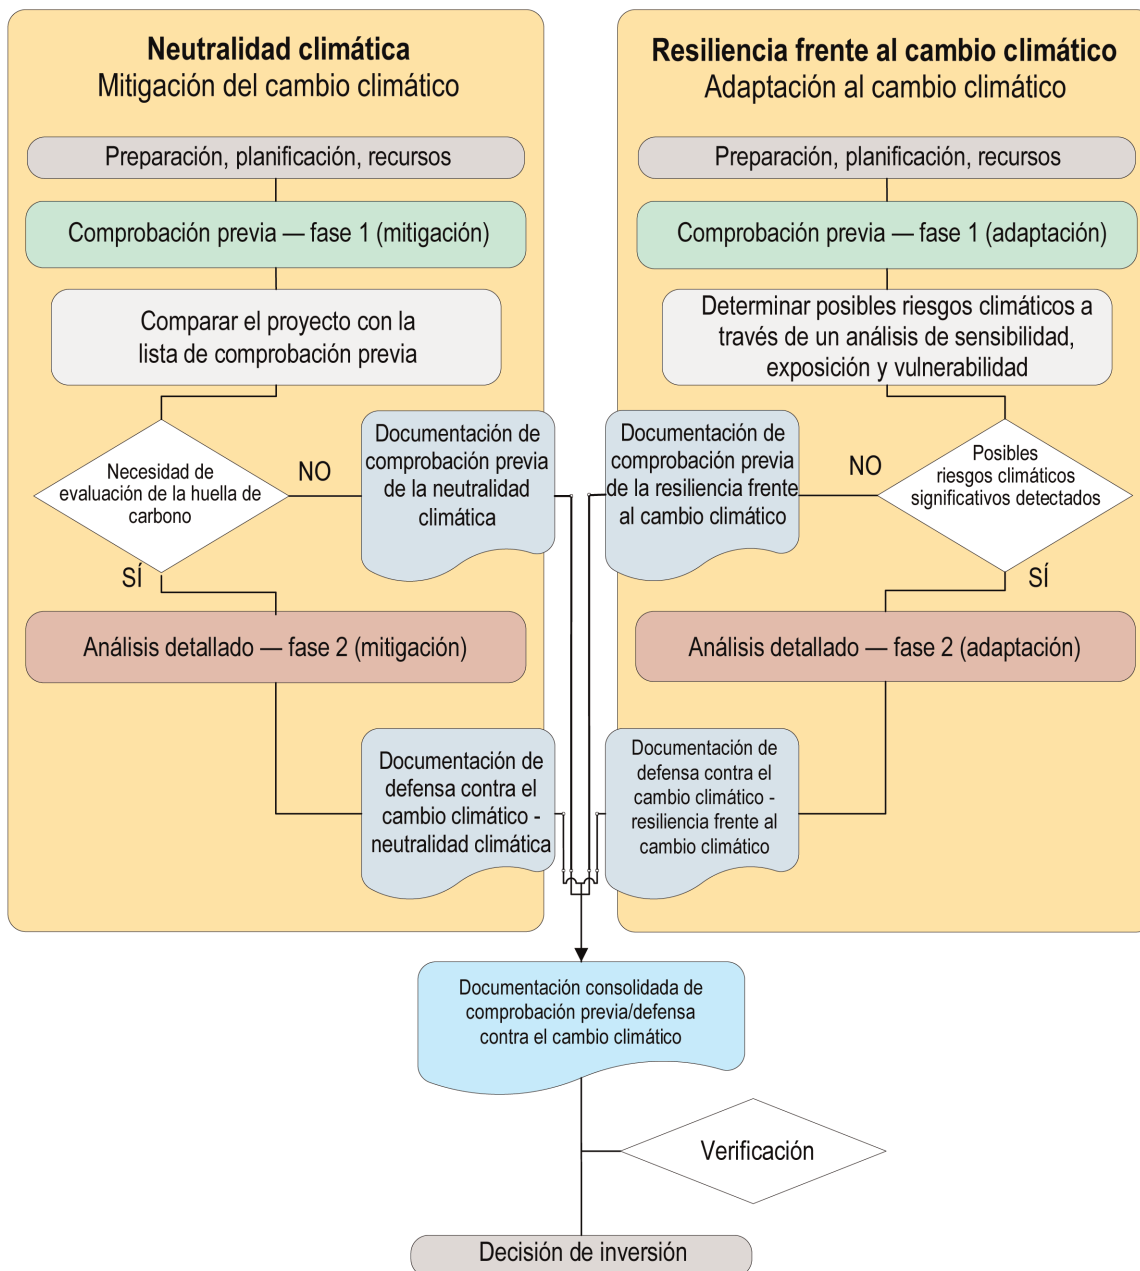 Neutralidad climática
Mitigación del cambio climático
Preparación, planificación, recursos
Comprobación previa — fase 1 (mitigación)
Comparar el proyecto con la
lista de comprobación previa
Necesidad de
evaluación de la huella de
carbono
NO
Documentación de
comprobación previa
de la neutralidad
climática
SÍ
Análisis detallado — fase 2 (mitigación)
Documentación de
defensa contra el
cambio climático -
neutralidad climática
Resiliencia frente al cambio climático
Adaptación al cambio climático
Preparación, planificación, recursos
Comprobación previa — fase 1 (adaptación)
Determinar posibles riesgos climáticos a
través de un análisis de sensibilidad,
exposición y vulnerabilidad
Posibles
riesgos climáticos
significativos detectados
NO
Documentación de
comprobación previa
de la resiliencia frente
al cambio climático
SÍ
Análisis detallado — fase 2 (adaptación)
Documentación de
defensa contra el
cambio climático -
resiliencia frente al
cambio climático
Documentación consolidada de
comprobación previa/defensa
contra el cambio climático
Verificación
Decisión de inversión